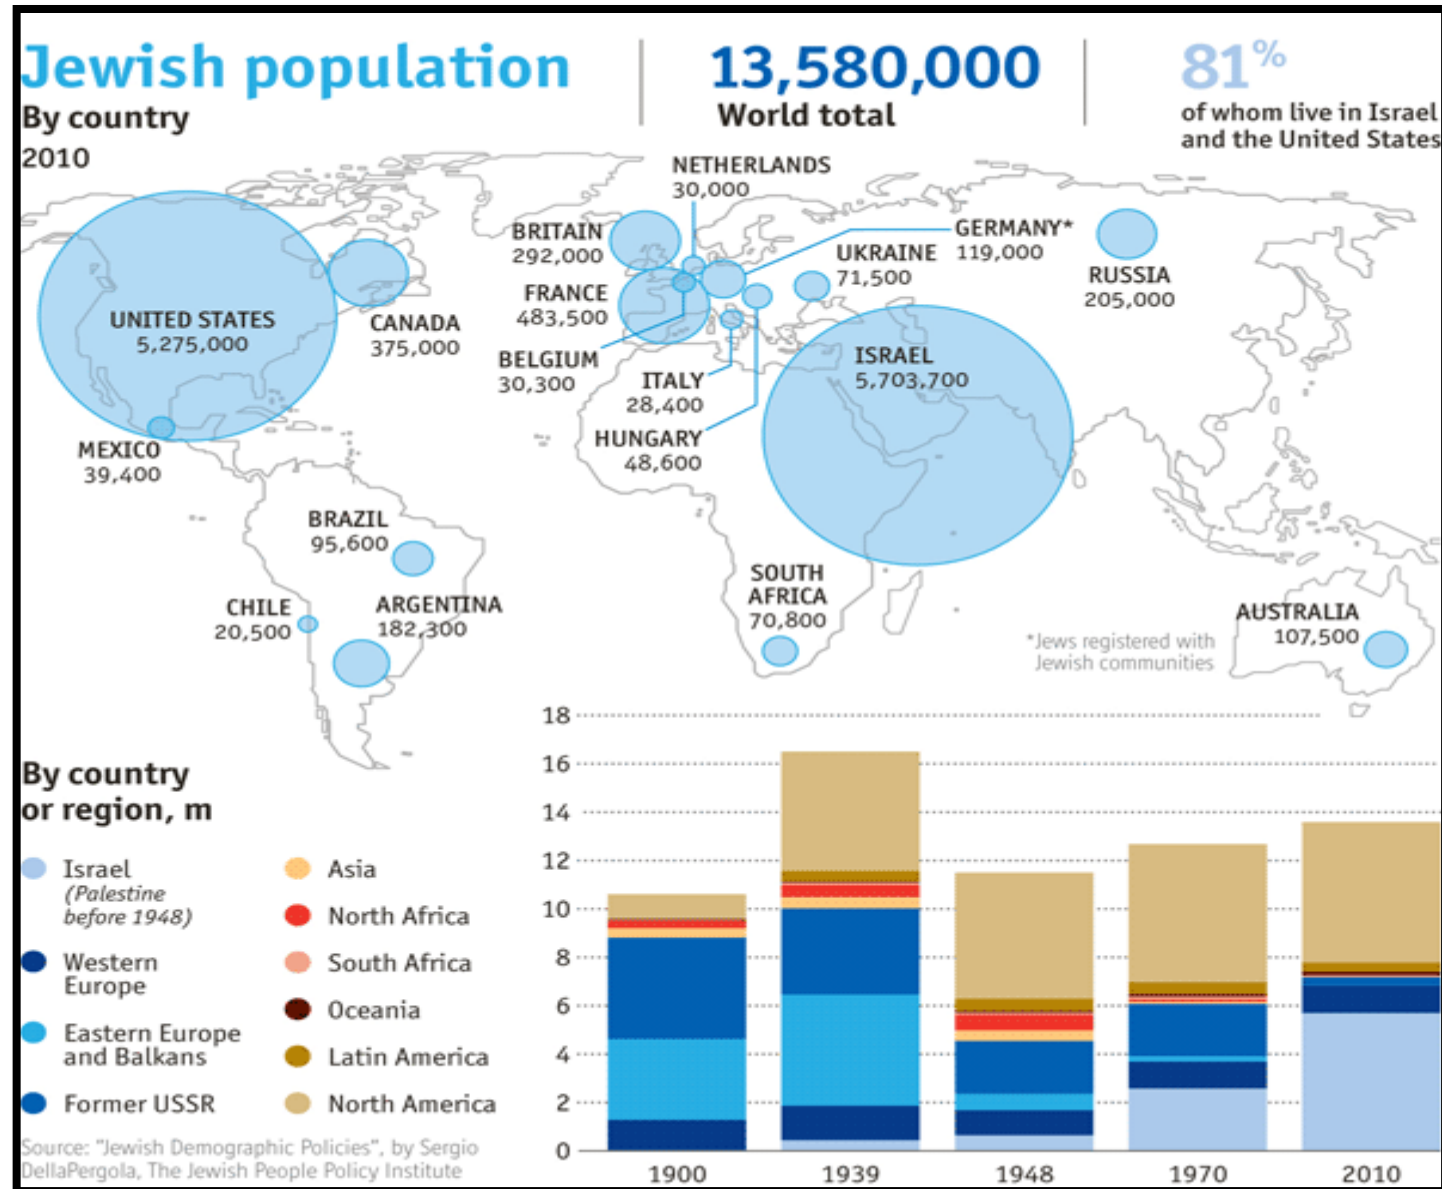 Jewish population
By country
2010
13,580,000
World total
81%
of whom live in Israel
and the United States
NETHERLANDS
30,000
BRITAIN
292,000
GERMANY*
119,000
UKRAINE
71,500
RUSSIA
205,000
FRANCE
483,500
UNITED STATES
5,275,000
CANADA
375,000
BELGIUM
30,300
ITALY
28,400
ISRAEL
5,703,700
HUNGARY
48,600
MEXICO
39,400
BRAZIL
95,600
SOUTH
AFRICA
70,800
CHILE
20,500
ARGENTINA
182,300
AUSTRALIA
107,500
*Jews registered with
Jewish communities
By country
or region, m
Israel
(Palestine
before 1948)
Western
Europe
Eastern Europe
and Balkans
Former USSR
Asia
North Africa
South Africa
Oceania
Latin America
North America
18
16
14
12
10
8
6
4
2
0
1900
1939
1948
1970
2010
Source: "Jewish Demographic Policies", by Sergio
DellaPergola, The Jewish People Policy Institute